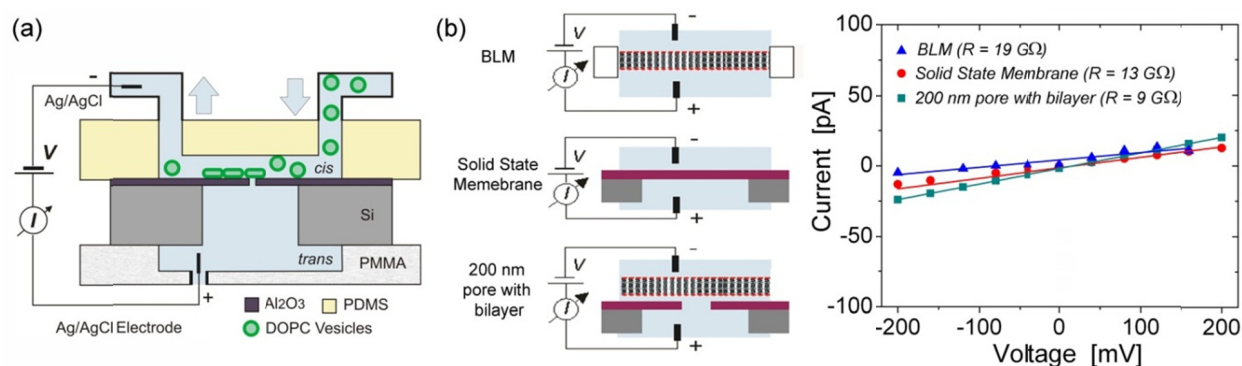 (a)
-
Ag/AgCl
V
I
cis
Si
trans
PMMA
+
Al2O3
PDMS
Ag/AgCl Electrode
DOPC Vesicles
(b)
BLM
V
I
-
+
Solid State
Memembrane
V
I
-
+
200 nm
pore with
bilayer
V
I
-
+
Current [pA]
100
50
0
-50
-100
BLM (R = 19 GΩ)
Solid State Membrane (R = 13 GΩ)
200 nm pore with bilayer (R = 9 GΩ)
-200
-100
0
100
200
Voltage [mV]